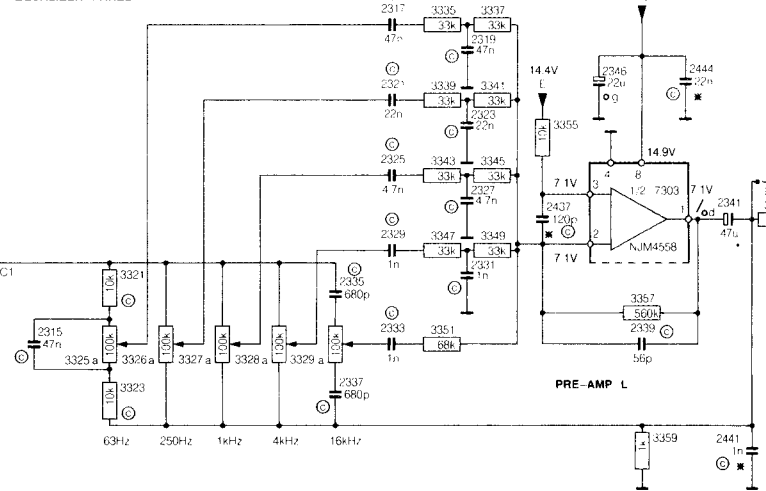 2317 3335 3337
47n 33k 33k
2319
47n
2321 3339 3341
22n 33k 33k
2323
22n
2325 3343 3345
4.7n 33k 33k
2327
4.7n
2329 3347 3349
1n 33k 33k
2331
1n
2333 3351
1n 68k
14.4V
E
10k 3355
2346 2444
22u 22n
g
14.9V
4 8
7.1V 3 1/2 7303 7.1V
2437
120p
2
7.1V NJM4558
1 d 2341
47u
3357
560k
2339
56p
PRE-AMP L
C1
10k 3321
2315
47n
100k 100k 100k 100k 100k
3325 a 3326 a 3327 a 3328 a 3329 a
2335
680p
2337
680p
10k 3323
63Hz 250Hz 1kHz 4kHz 16kHz
1k 3359
2441
1n